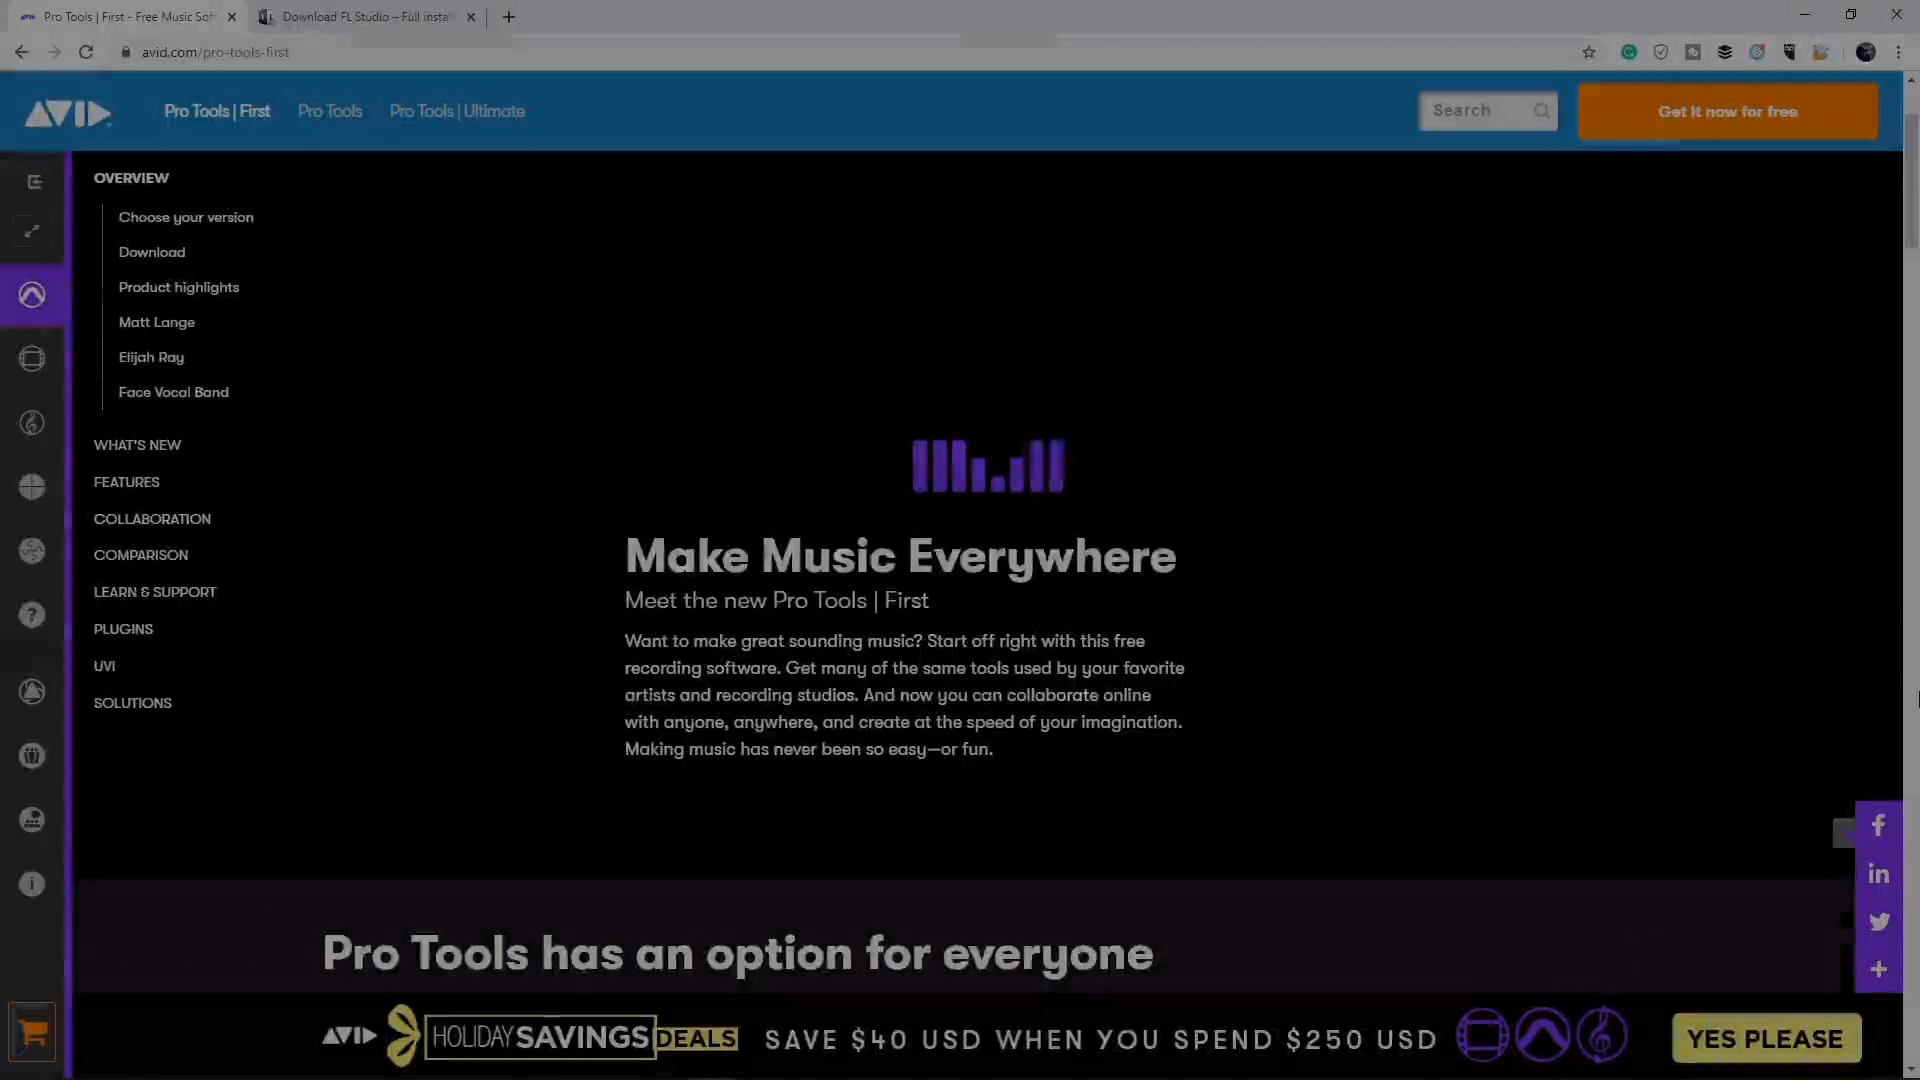 Pro Tools | First - Free Music Sof
Download FL Studio – Full instal
avid.com/pro-tools-first
AVID
Pro Tools | First
Pro Tools
Pro Tools | Ultimate
Search
Get it now for free
OVERVIEW
Choose your version
Download
Product highlights
Matt Lange
Elijah Ray
Face Vocal Band
WHAT'S NEW
FEATURES
COLLABORATION
COMPARISON
LEARN & SUPPORT
PLUGINS
UVI
SOLUTIONS
Make Music Everywhere
Meet the new Pro Tools | First
Want to make great sounding music? Start off right with this free
recording software. Get many of the same tools used by your favorite
artists and recording studios. And now you can collaborate online
with anyone, anywhere, and create at the speed of your imagination.
Making music has never been so easy—or fun.
Pro Tools has an option for everyone
AVID HOLIDAY SAVINGS DEALS SAVE $40 USD WHEN YOU SPEND $250 USD
YES PLEASE